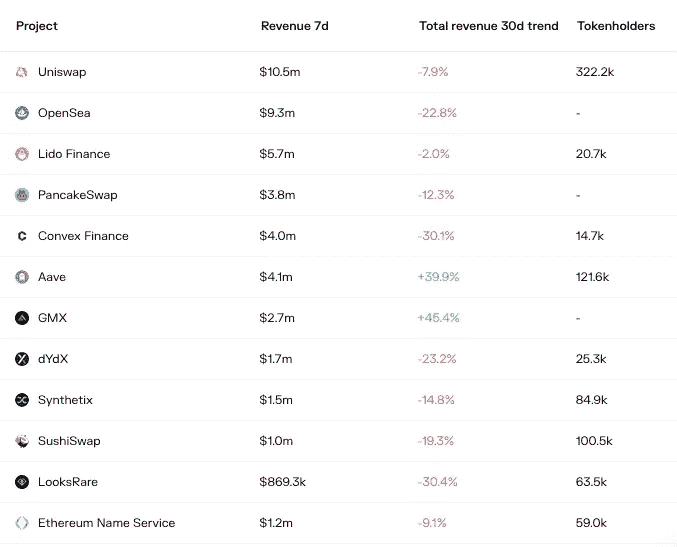 Project Revenue 7d Total revenue 30d trend Tokenholders
Uniswap $10.5m -7.9% 322.2k
OpenSea $9.3m -22.8% -
Lido Finance $5.7m -2.0% 20.7k
PancakeSwap $3.8m -12.3% -
Convex Finance $4.0m -30.1% 14.7k
Aave $4.1m +39.9% 121.6k
GMX $2.7m +45.4% -
dYdX $1.7m -23.2% 25.3k
Synthetix $1.5m -14.8% 84.9k
SushiSwap $1.0m -19.3% 100.5k
LooksRare $869.3k -30.4% 63.5k
Ethereum Name Service $1.2m -9.1% 59.0k